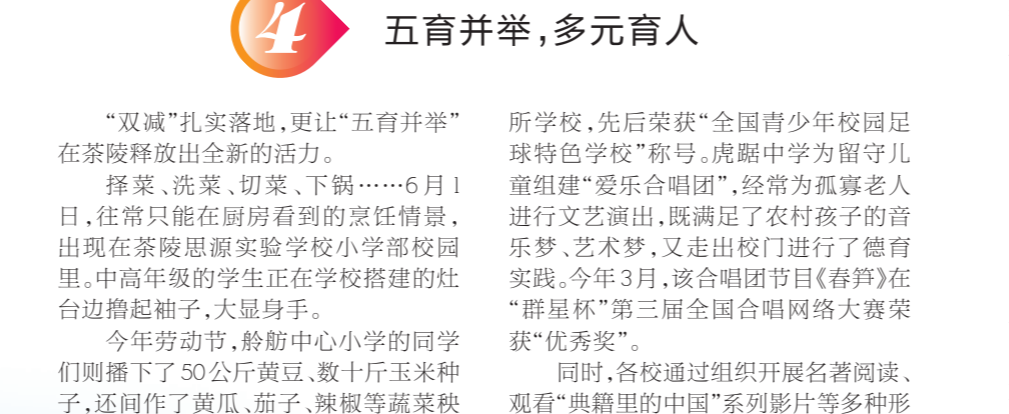 4 五育并举，多元育人
“双减”扎实落地，更让“五育并举”
在茶陵释放出全新的活力。
择菜、洗菜、切菜、下锅……6月1
日，往常只能在厨房看到的烹饪情景，
出现在茶陵思源实验学校小学部校园
里。中高年级的学生正在学校搭建的灶
台边撸起袖子，大显身手。
今年劳动节，舲舫中心小学的同学
们则播下了50公斤黄豆、数十斤玉米种
子，还间作了黄瓜、茄子、辣椒等蔬菜秧
所学校，先后荣获“全国青少年校园足
球特色学校”称号。虎踞中学为留守儿
童组建“爱乐合唱团”，经常为孤寡老人
进行文艺演出，既满足了农村孩子的音
乐梦、艺术梦，又走出校门进行了德育
实践。今年3月，该合唱团节目《春笋》在
“群星杯”第三届全国合唱网络大赛荣
获“优秀奖”。
同时，各校通过组织开展名著阅读、
观看“典籍里的中国”系列影片等多种形